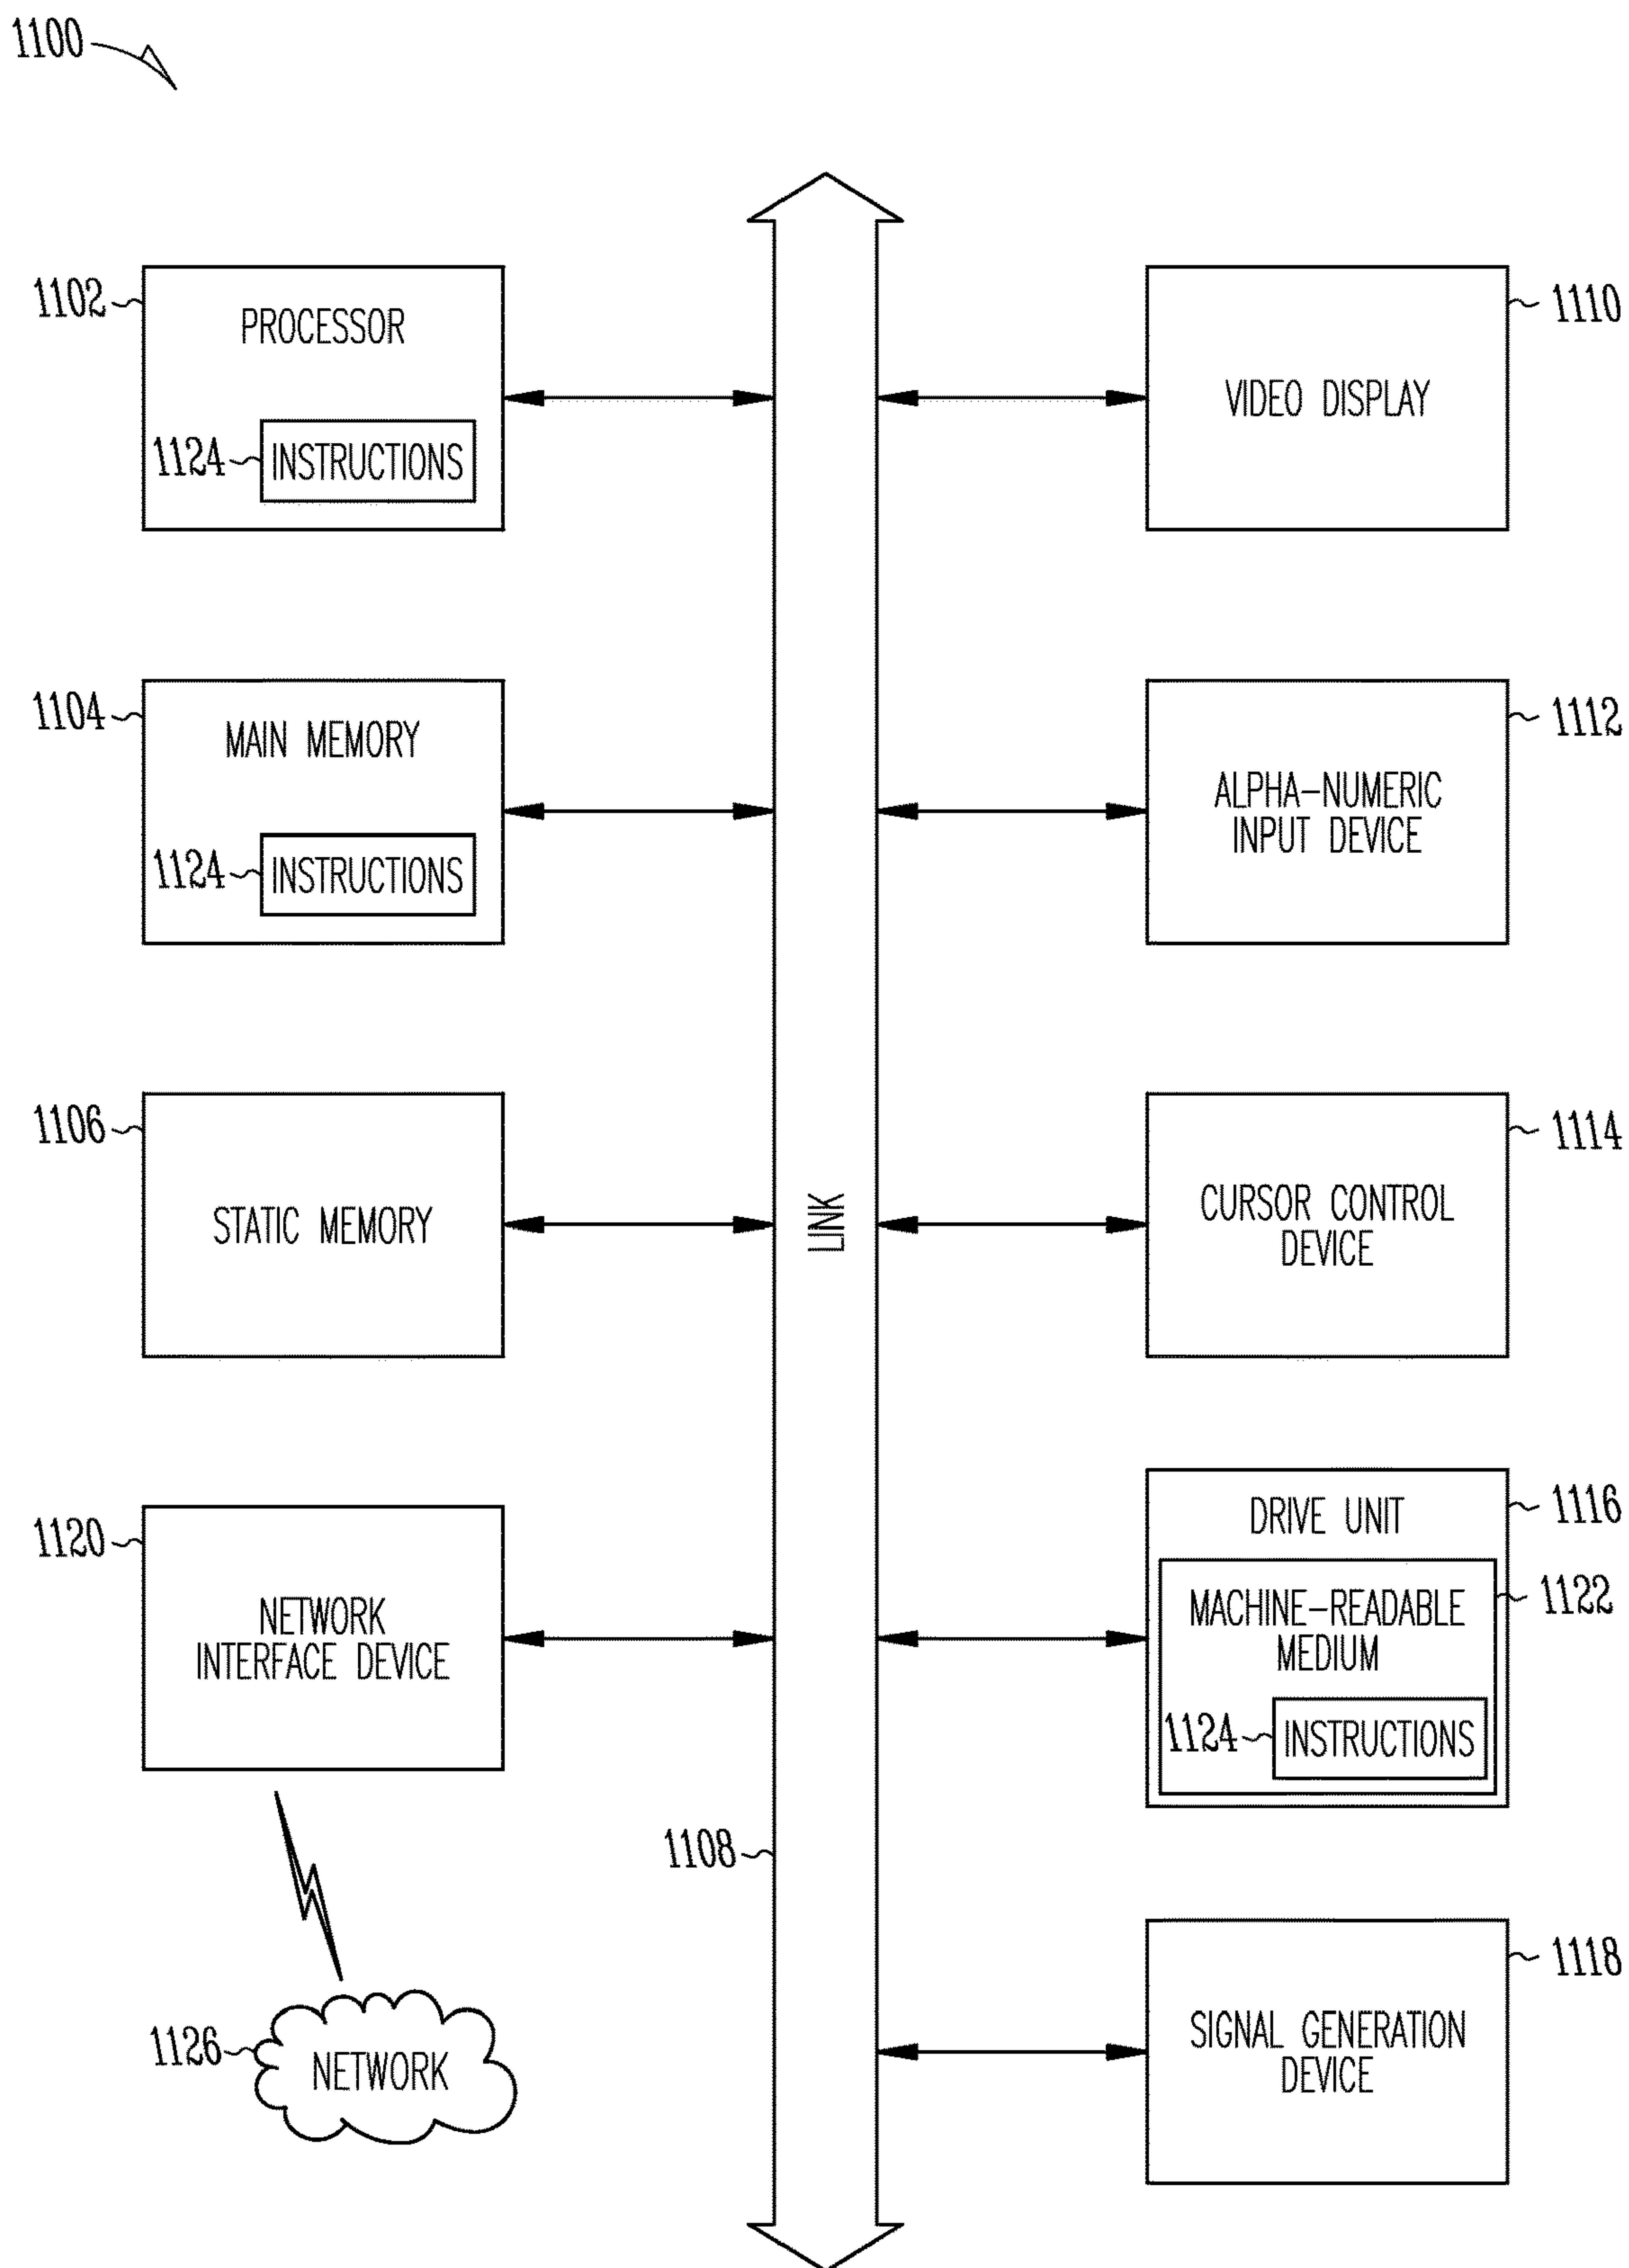 1100
1102
PROCESSOR
1124
INSTRUCTIONS
1104
MAIN MEMORY
1124
INSTRUCTIONS
1106
STATIC MEMORY
1120
NETWORK
INTERFACE DEVICE
1126
NETWORK
LINK
1108
1110
VIDEO DISPLAY
1112
ALPHA-NUMERIC
INPUT DEVICE
1114
CURSOR CONTROL
DEVICE
1116
DRIVE UNIT
1122
MACHINE-READABLE
MEDIUM
1124
INSTRUCTIONS
1118
SIGNAL GENERATION
DEVICE